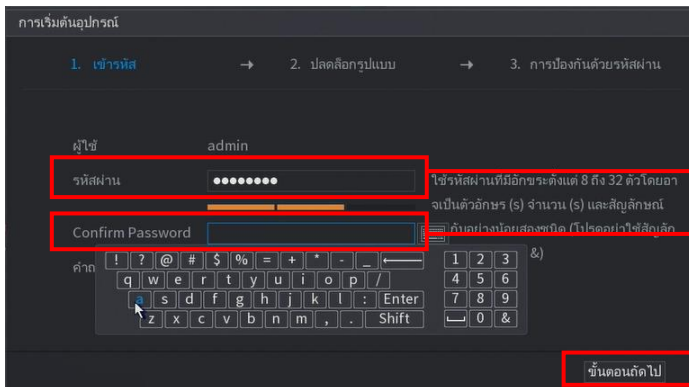 การเริ่มต้นอุปกรณ์
1. เข้ารหัส → 2. ปลดล็อกรูปแบบ → 3. การป้องกันด้วยรหัสผ่าน
ผู้ใช้ admin
รหัสผ่าน ●●●●●●●●
ใช้รหัสผ่านที่มีอักขระตั้งแต่ 8 ถึง 32 ตัวโดยอา
จเป็นตัวอักษร (s) จำนวน (s) และสัญลักษณ์
Confirm Password
กันอย่างน้อยสองชนิด (โปรดอย่าใช้สัญลัก
&)
! ? @ # $ % = + * - _ 1 2 3
q w e r t y u i o p / 4 5 6
a s d f g h j k l : Enter 7 8 9
z x c v b n m , . Shift 0 &
ขั้นตอนถัดไป